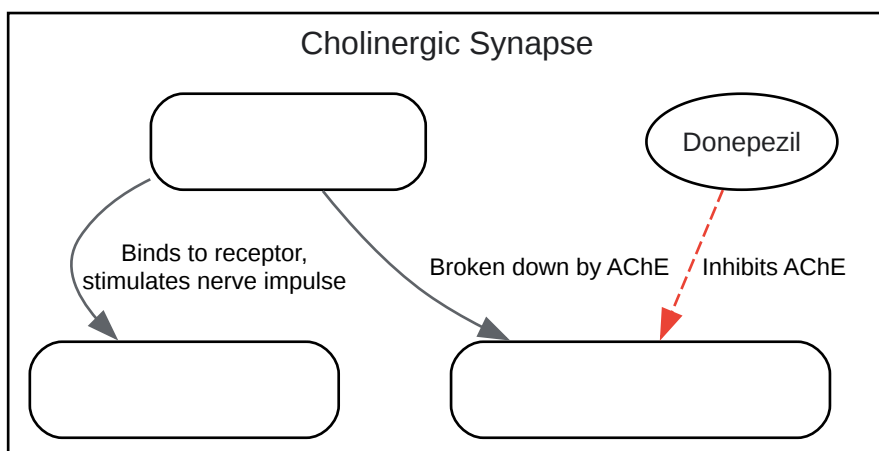 Cholinergic Synapse
Donepezil
Binds to receptor,
stimulates nerve impulse
Broken down by AChE
Inhibits AChE